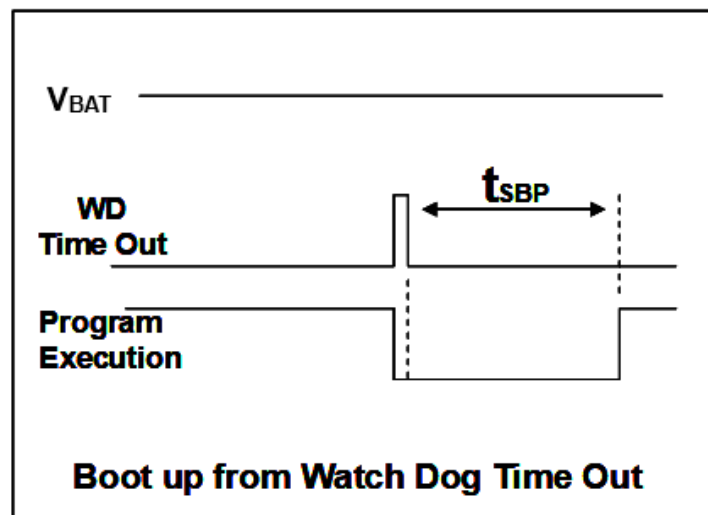 VBAT
tSBP
WD
Time Out
Program
Execution
Boot up from Watch Dog Time Out